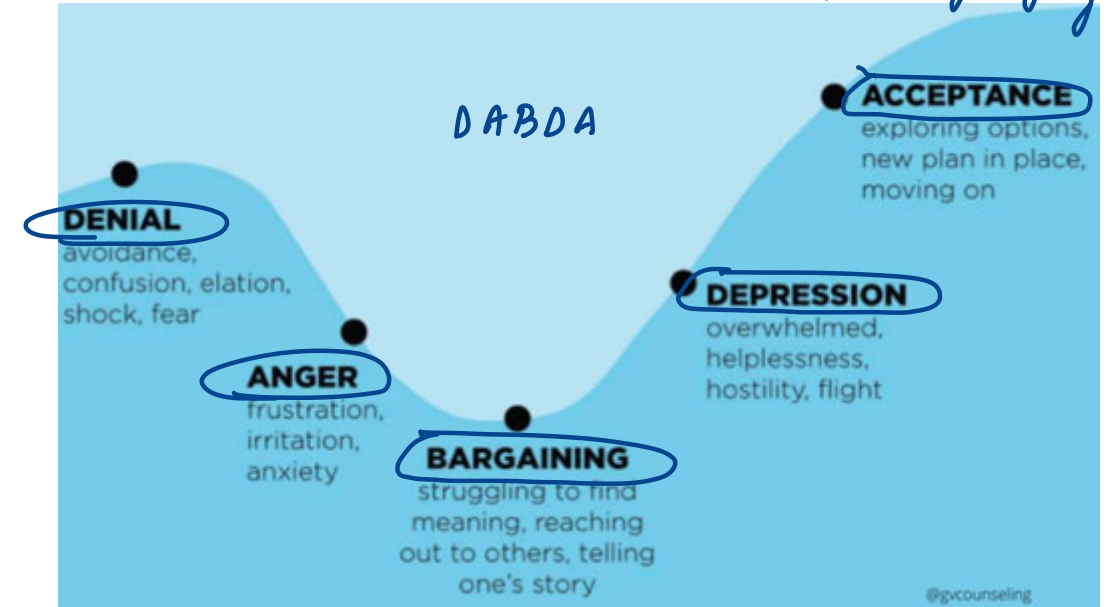 DABDA
ACCEPTANCE
exploring options,
new plan in place,
moving on
DENIAL
avoidance,
confusion, elation,
shock, fear
DEPRESSION
overwhelmed,
helplessness,
hostility, flight
ANGER
frustration,
irritation,
anxiety
BARGAINING
struggling to find
meaning, reaching
out to others, telling
one's story
@gvcounseling